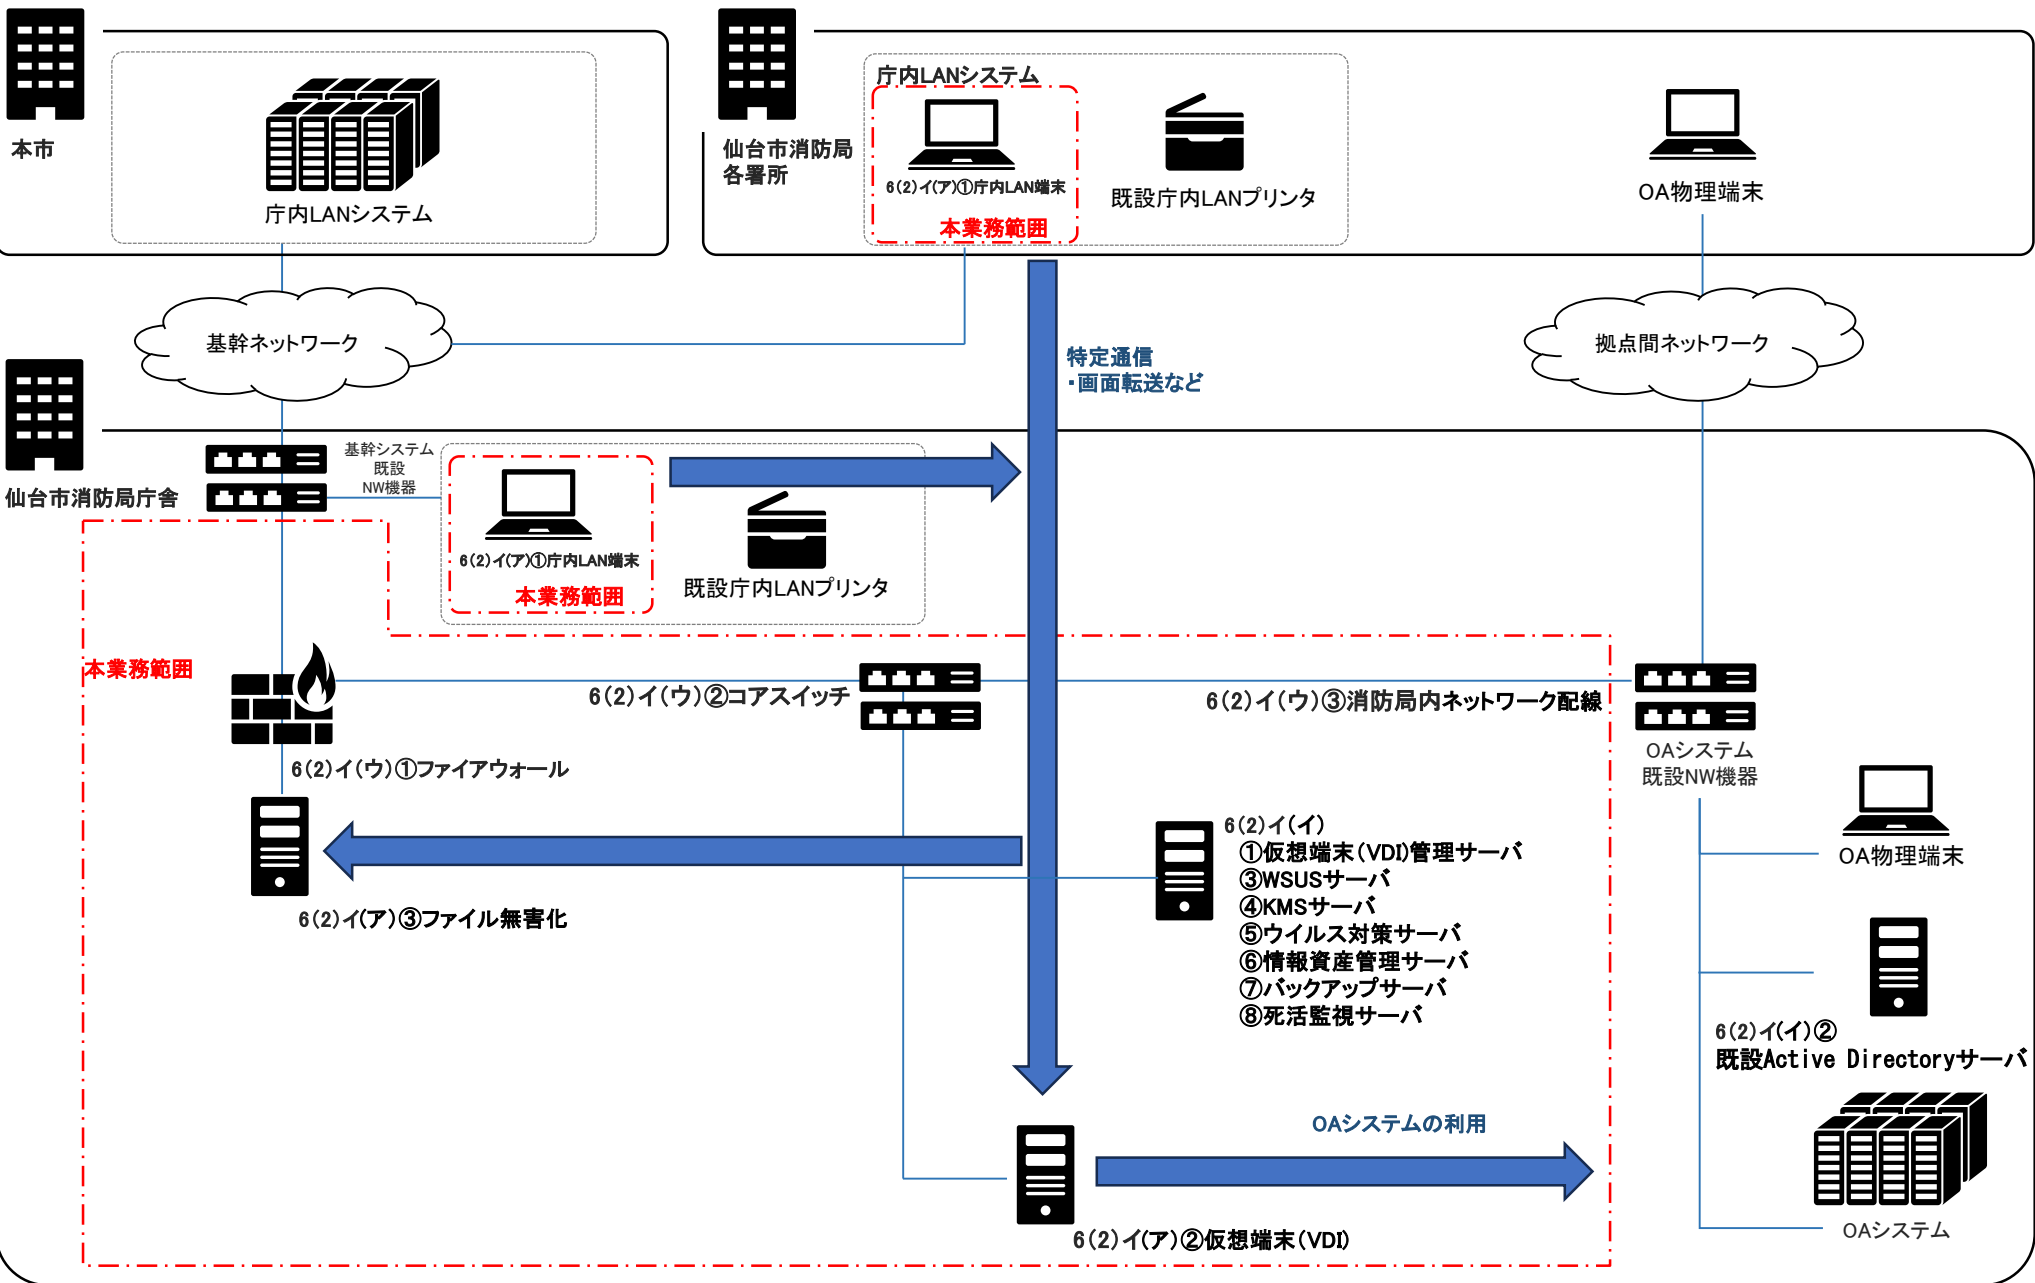 本市
庁内LANシステム
仙台市消防局
各署所
庁内LANシステム
6(2)イ(ア)①庁内LAN端末
本業務範囲
既設庁内LANプリンタ
OA物理端末
基幹ネットワーク
特定通信
・画面転送など
拠点間ネットワーク
仙台市消防局庁舎
基幹システム
既設
NW機器
6(2)イ(ア)①庁内LAN端末
本業務範囲
既設庁内LANプリンタ
本業務範囲
6(2)イ(ウ)②コアスイッチ
6(2)イ(ウ)③消防局内ネットワーク配線
6(2)イ(ウ)①ファイアウォール
OAシステム
既設NW機器
6(2)イ(イ)
①仮想端末(VDI)管理サーバ
③WSUSサーバ
④KMSサーバ
⑤ウイルス対策サーバ
⑥情報資産管理サーバ
⑦バックアップサーバ
⑧死活監視サーバ
OA物理端末
6(2)イ(ア)③ファイル無害化
6(2)イ(イ)②
既設Active Directoryサーバ
OAシステムの利用
6(2)イ(ア)②仮想端末(VDI)
OAシステム